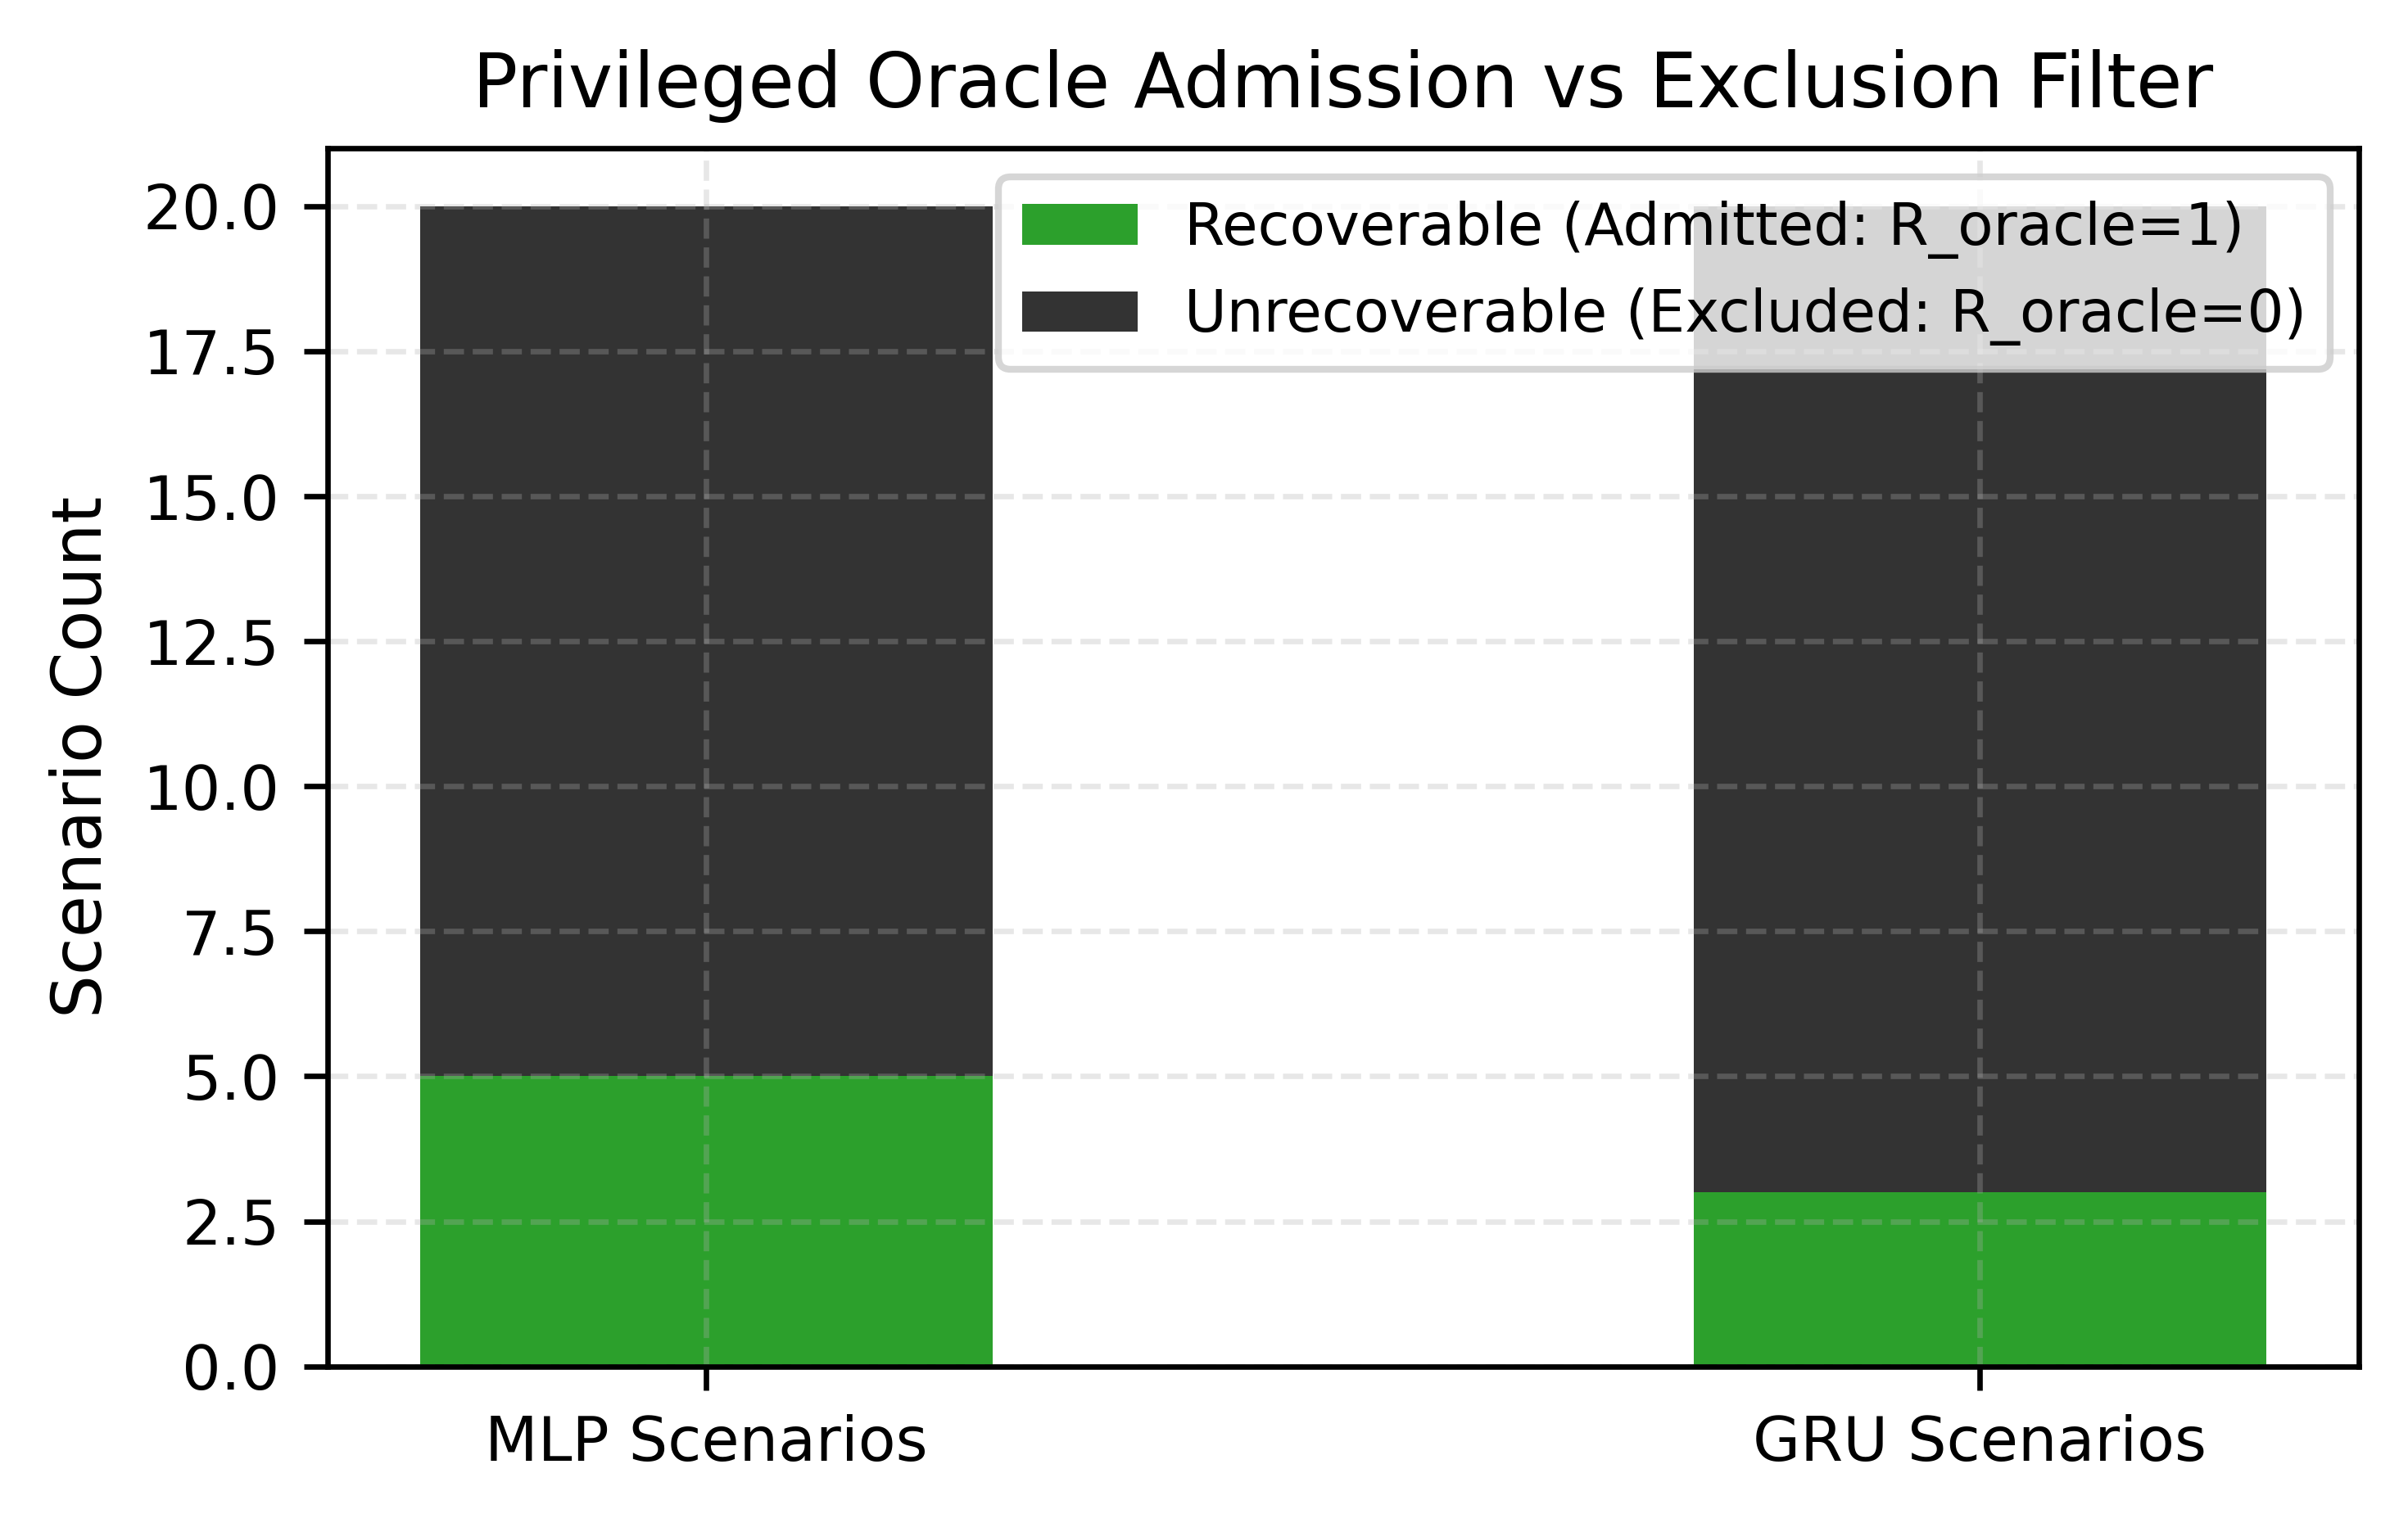 Privileged Oracle Admission vs Exclusion Filter
Recoverable (Admitted: R_oracle=1)
Unrecoverable (Excluded: R_oracle=0)
Scenario Count
20.0
17.5
15.0
12.5
10.0
7.5
5.0
2.5
0.0
MLP Scenarios
GRU Scenarios